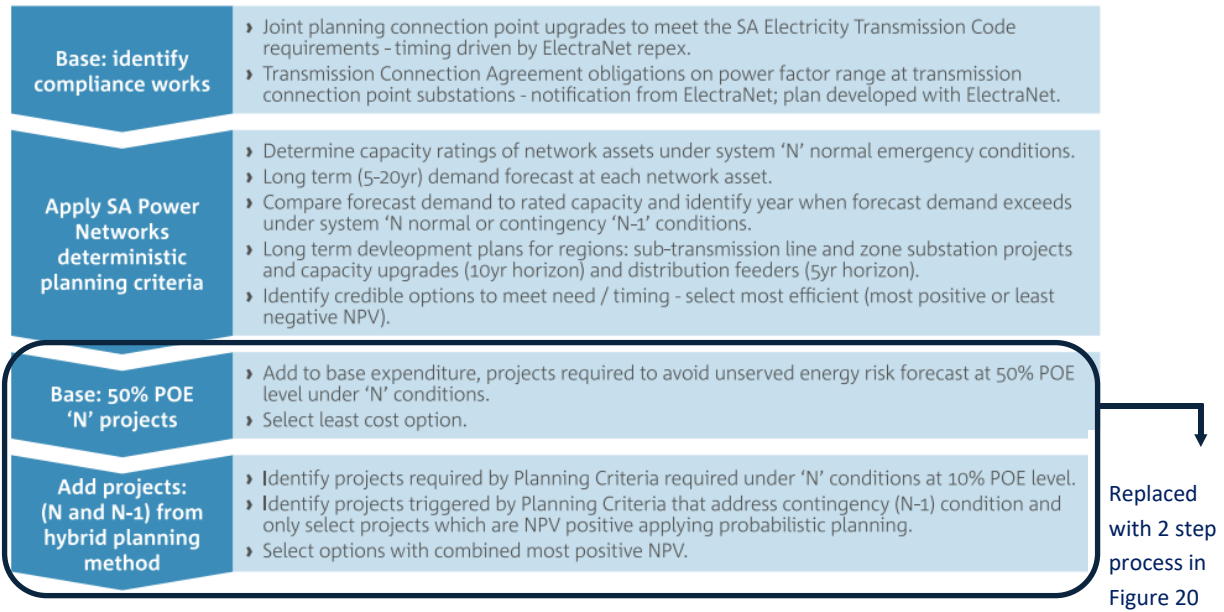 Base: identify
compliance works
› Joint planning connection point upgrades to meet the SA Electricity Transmission Code
requirements - timing driven by ElectraNet repex.
› Transmission Connection Agreement obligations on power factor range at transmission
connection point substations - notification from ElectraNet; plan developed with ElectraNet.
Apply SA Power
Networks
deterministic
planning criteria
› Determine capacity ratings of network assets under system ‘N’ normal emergency conditions.
› Long term (5-20yr) demand forecast at each network asset.
› Compare forecast demand to rated capacity and identify year when forecast demand exceeds
under system ‘N normal or contingency ‘N-1’ conditions.
› Long term devleopment plans for regions: sub-transmission line and zone substation projects
and capacity upgrades (10yr horizon) and distribution feeders (5yr horizon).
› Identify credible options to meet need / timing - select most efficient (most positive or least
negative NPV).
Base: 50% POE
‘N’ projects
› Add to base expenditure, projects required to avoid unserved energy risk forecast at 50% POE
level under ‘N’ conditions.
› Select least cost option.
Add projects:
(N and N-1) from
hybrid planning
method
› Identify projects required by Planning Criteria required under ‘N’ conditions at 10% POE level.
› Identify projects triggered by Planning Criteria that address contingency (N-1) condition and
only select projects which are NPV positive applying probabilistic planning.
› Select options with combined most positive NPV.
Replaced
with 2 step
process in
Figure 20